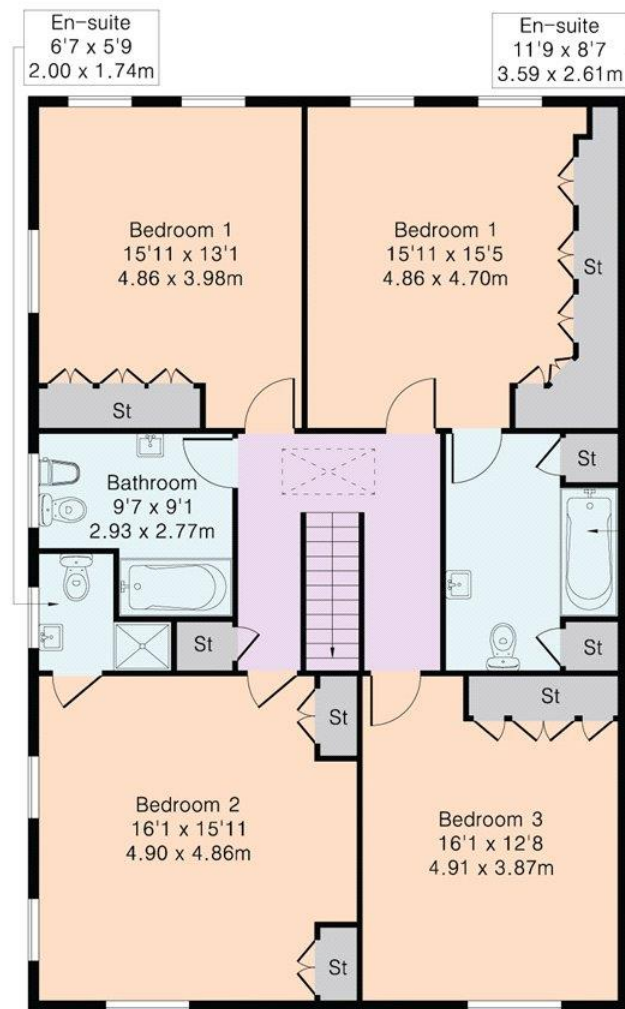 En-suite
6'7 x 5'9
2.00 x 1.74m
En-suite
11'9 x 8'7
3.59 x 2.61m
Bedroom 1
15'11 x 13'1
4.86 x 3.98m
Bedroom 1
15'11 x 15'5
4.86 x 4.70m
St
St
Bathroom
9'7 x 9'1
2.93 x 2.77m
St
St
St
St
St
Bedroom 2
16'1 x 15'11
4.90 x 4.86m
Bedroom 3
16'1 x 12'8
4.91 x 3.87m
St